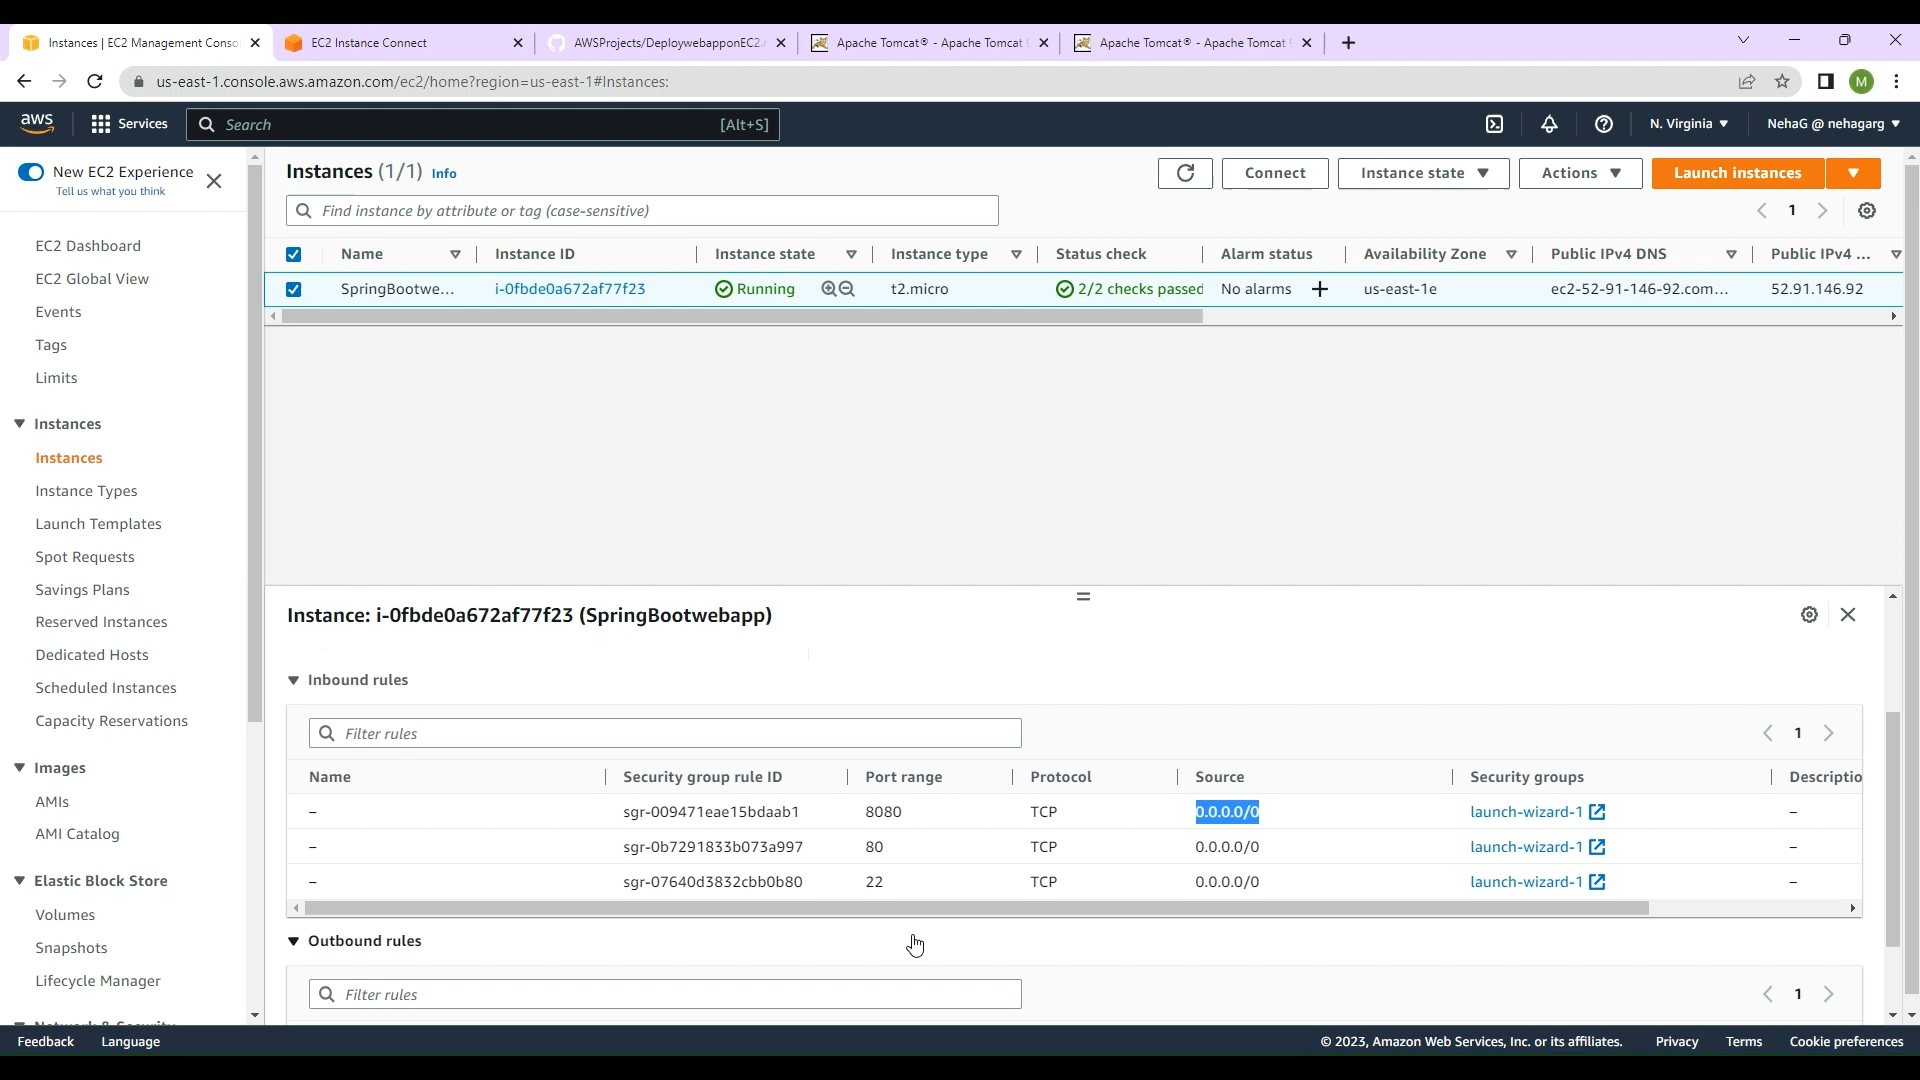 Instances | EC2 Management Consol
EC2 Instance Connect
AWSProjects/DeploywebapponEC2.
Apache Tomcat® - Apache Tomcat
Apache Tomcat® - Apache Tomcat
us-east-1.console.aws.amazon.com/ec2/home?region=us-east-1#Instances:
M
aws
Services
Search
[Alt+S]
N. Virginia
NehaG @ nehagarg
New EC2 Experience
Tell us what you think
EC2 Dashboard
EC2 Global View
Events
Tags
Limits
Instances
Instances
Instance Types
Launch Templates
Spot Requests
Savings Plans
Reserved Instances
Dedicated Hosts
Scheduled Instances
Capacity Reservations
Images
AMIs
AMI Catalog
Elastic Block Store
Volumes
Snapshots
Lifecycle Manager
Network & Security
Instances (1/1) Info
Connect
Instance state
Actions
Launch instances
Find instance by attribute or tag (case-sensitive)
1
Name Instance ID Instance state Instance type Status check Alarm status Availability Zone Public IPv4 DNS Public IPv4 ...
SpringBootwe... i-0fbde0a672af77f23 Running t2.micro 2/2 checks passed No alarms + us-east-1e ec2-52-91-146-92.com... 52.91.146.92
Instance: i-0fbde0a672af77f23 (SpringBootwebapp)
Inbound rules
Filter rules
1
Name Security group rule ID Port range Protocol Source Security groups Descriptio
– sgr-009471eae15bdaab1 8080 TCP 0.0.0.0/0 launch-wizard-1 –
– sgr-0b7291833b073a997 80 TCP 0.0.0.0/0 launch-wizard-1 –
– sgr-07640d3832cbb0b80 22 TCP 0.0.0.0/0 launch-wizard-1 –
Outbound rules
Filter rules
1
Feedback
Language
© 2023, Amazon Web Services, Inc. or its affiliates.
Privacy
Terms
Cookie preferences